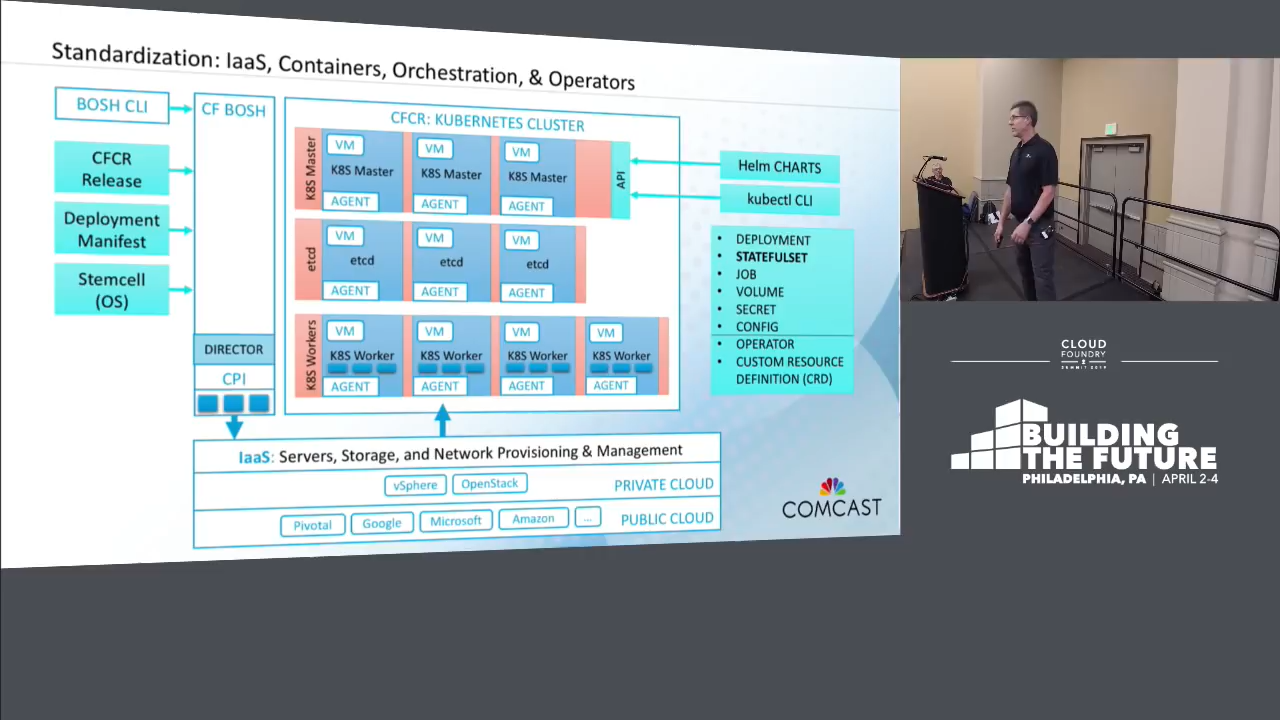 Standardization: IaaS, Containers, Orchestration, & Operators
BOSH CLI
CFCR
Release
Deployment
Manifest
Stemcell
(OS)
CF BOSH
DIRECTOR
CPI
CFCR: KUBERNETES CLUSTER
K8S Master
VM
K8S Master
AGENT
VM
K8S Master
AGENT
VM
K8S Master
AGENT
API
etcd
VM
etcd
AGENT
VM
etcd
AGENT
VM
etcd
AGENT
K8S Workers
VM
K8S Worker
AGENT
VM
K8S Worker
AGENT
VM
K8S Worker
AGENT
VM
K8S Worker
AGENT
Helm CHARTS
kubectl CLI
• DEPLOYMENT
• STATEFULSET
• JOB
• VOLUME
• SECRET
• CONFIG
• OPERATOR
• CUSTOM RESOURCE
DEFINITION (CRD)
IaaS: Servers, Storage, and Network Provisioning & Management
vSphere
OpenStack
PRIVATE CLOUD
Pivotal
Google
Microsoft
Amazon
...
PUBLIC CLOUD
COMCAST
CLOUD
FOUNDRY
SUMMIT 2019
BUILDING
THE FUTURE
PHILADELPHIA, PA | APRIL 2-4